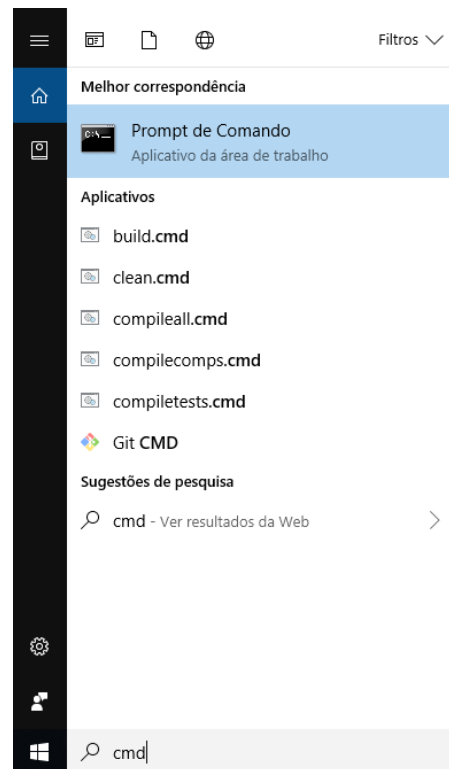 Filtros
Melhor correspondência
C:\_
Prompt de Comando
Aplicativo da área de trabalho
Aplicativos
build.cmd
clean.cmd
compileall.cmd
compilecomps.cmd
compiletests.cmd
Git CMD
Sugestões de pesquisa
cmd - Ver resultados da Web
cmd